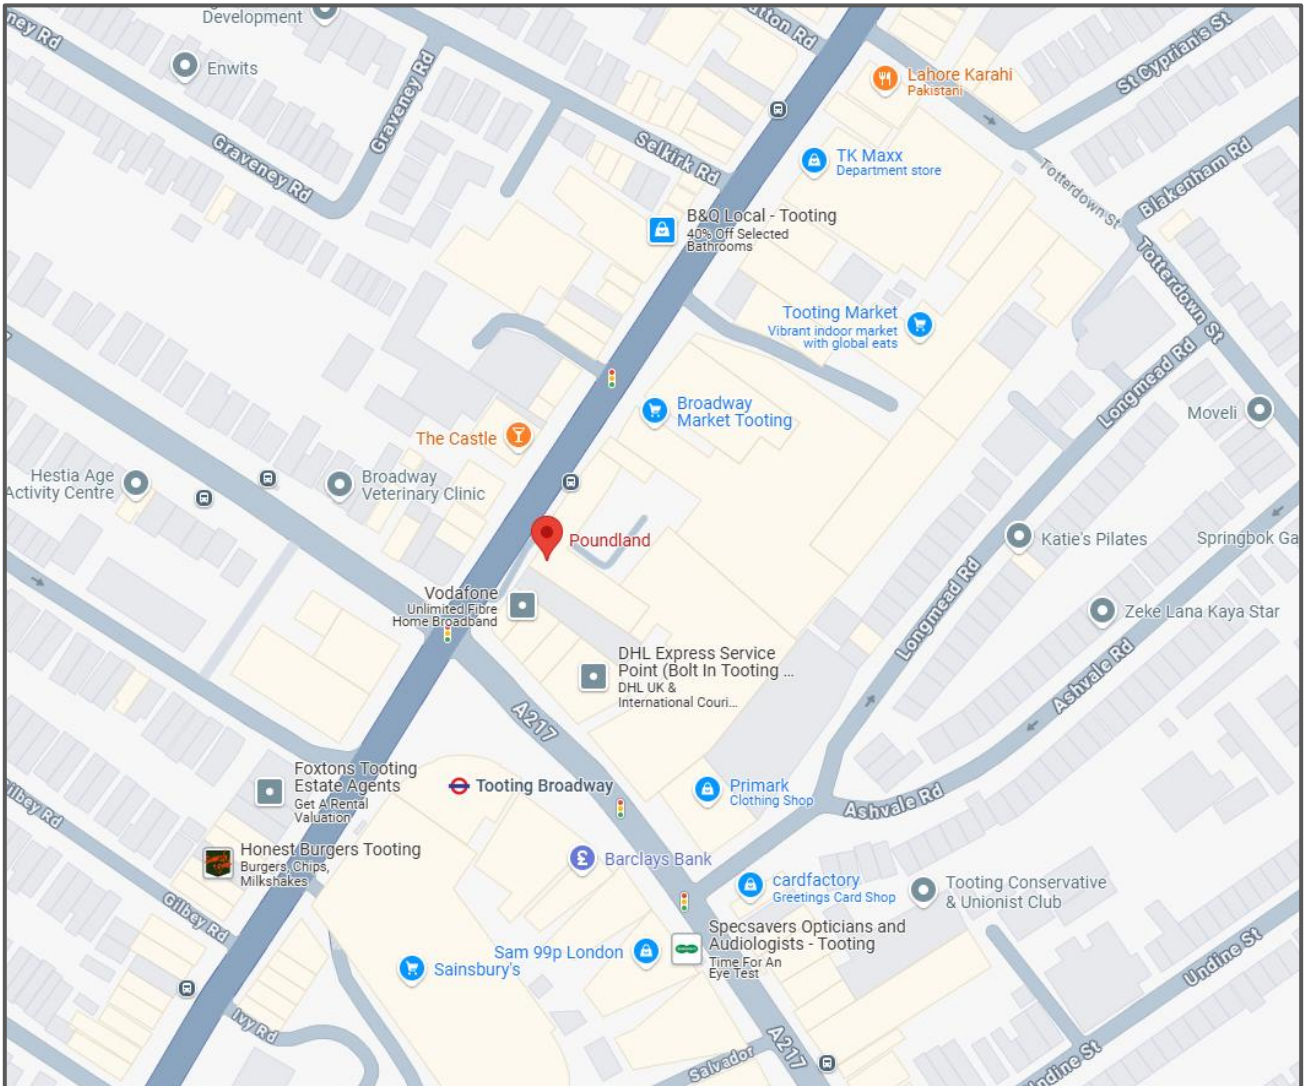 Development
ney Rd
Enwits
Graveney Rd
Graveney Rd
Selkirk Rd
Lahore Karahi
Pakistani
St Cyprian's St
TK Maxx
Department store
Totterdown St
Blakenham Rd
B&Q Local - Tooting
40% Off Selected
Bathrooms
Totterdown St
Tooting Market
Vibrant indoor market
with global eats
Longmead Rd
Broadway
Market Tooting
Moveli
The Castle
Hestia Age
Activity Centre
Broadway
Veterinary Clinic
Poundland
Katie's Pilates
Springbok Ga
Vodafone
Unlimited Fibre
Home Broadband
Longmead Rd
Zeke Lana Kaya Star
DHL Express Service
Point (Bolt In Tooting ...
DHL UK &
International Couri...
Ashvale Rd
A217
Foxtons Tooting
Estate Agents
Get A Rental
Valuation
Tooting Broadway
Primark
Clothing Shop
Ashvale Rd
ilbey Rd
Honest Burgers Tooting
Burgers, Chips,
Milkshakes
£
Barclays Bank
cardfactory
Greetings Card Shop
Tooting Conservative
& Unionist Club
Gilbey Rd
Specsavers Opticians and
Audiologists - Tooting
Time For An
Eye Test
Sam 99p London
Sainsbury's
Undine St
Ivy Rd
A217
Salvador
ndine St